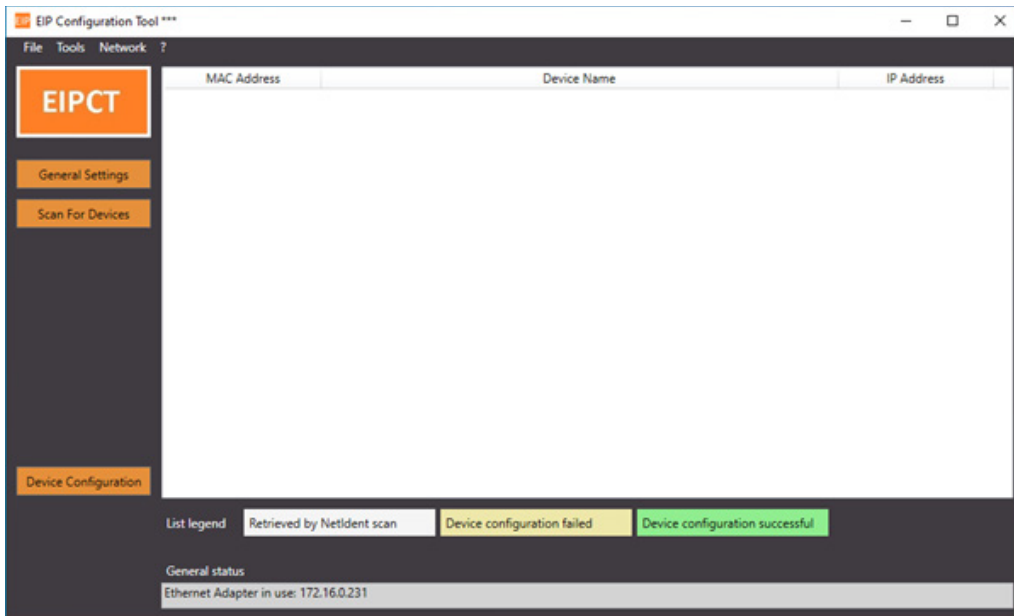 EIP EIP Configuration Tool ***
File Tools Network ?
EIPCT
MAC Address Device Name IP Address
General Settings
Scan For Devices
Device Configuration
List legend Retrieved by NetIdent scan Device configuration failed Device configuration successful
General status
Ethernet Adapter in use: 172.16.0.231